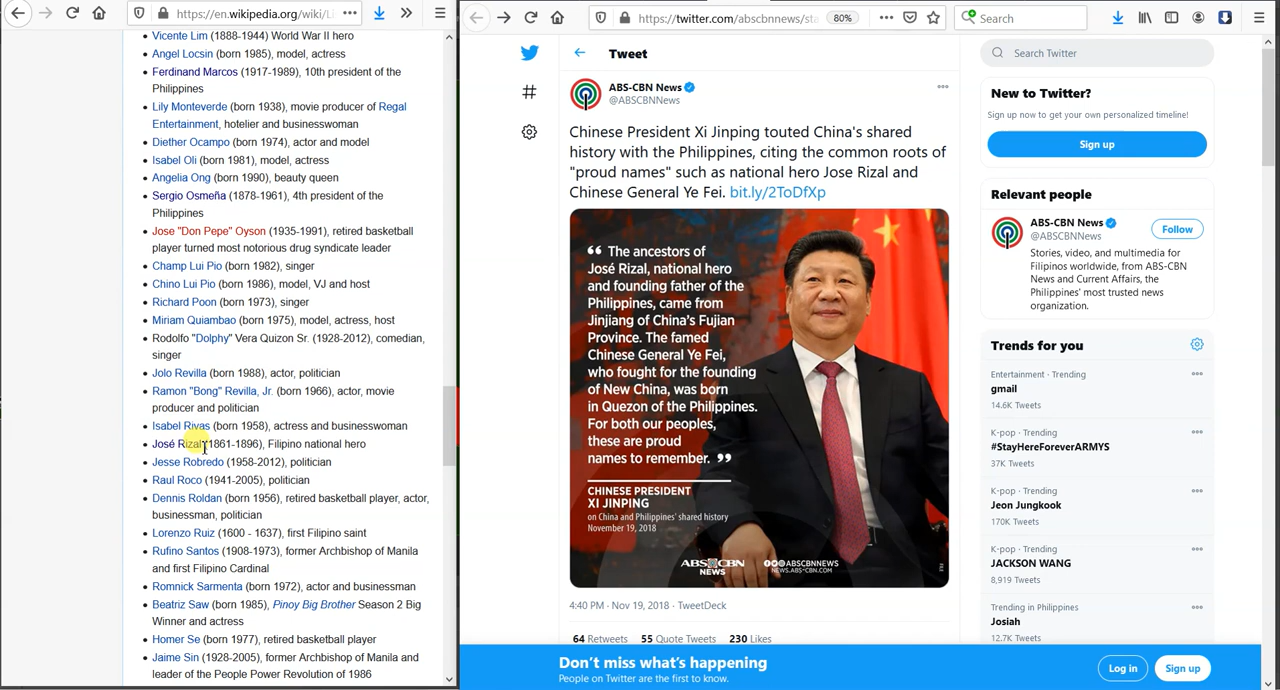 https://en.wikipedia.org/wiki/Li
Vicente Lim (1888-1944) World War II hero
Angel Locsin (born 1985), model, actress
Ferdinand Marcos (1917-1989), 10th president of the
Philippines
Lily Monteverde (born 1938), movie producer of Regal
Entertainment, hotelier and businesswoman
Diether Ocampo (born 1974), actor and model
Isabel Oli (born 1981), model, actress
Angelia Ong (born 1990), beauty queen
Sergio Osmeña (1878-1961), 4th president of the
Philippines
Jose "Don Pepe" Oyson (1935-1991), retired basketball
player turned most notorious drug syndicate leader
Champ Lui Pio (born 1982), singer
Chino Lui Pio (born 1986), model, VJ and host
Richard Poon (born 1973), singer
Miriam Quiambao (born 1975), model, actress, host
Rodolfo "Dolphy" Vera Quizon Sr. (1928-2012), comedian,
singer
Jolo Revilla (born 1988), actor, politician
Ramon "Bong" Revilla, Jr. (born 1966), actor, movie
producer and politician
Isabel Rivas (born 1958), actress and businesswoman
José Rizal (1861-1896), Filipino national hero
Jesse Robredo (1958-2012), politician
Raul Roco (1941-2005), politician
Dennis Roldan (born 1956), retired basketball player, actor,
businessman, politician
Lorenzo Ruiz (1600 - 1637), first Filipino saint
Rufino Santos (1908-1973), former Archbishop of Manila
and first Filipino Cardinal
Romnick Sarmenta (born 1972), actor and businessman
Beatriz Saw (born 1985), Pinoy Big Brother Season 2 Big
Winner and actress
Homer Se (born 1977), retired basketball player
Jaime Sin (1928-2005), former Archbishop of Manila and
leader of the People Power Revolution of 1986
https://twitter.com/abscbnnews/sta 80% Search
Tweet
ABS-CBN News
@ABSCBNNews
Chinese President Xi Jinping touted China's shared
history with the Philippines, citing the common roots of
"proud names" such as national hero Jose Rizal and
Chinese General Ye Fei. bit.ly/2ToDfXp
“ The ancestors of
José Rizal, national hero
and founding father of the
Philippines, came from
Jinjiang of China's Fujian
Province. The famed
Chinese General Ye Fei,
who fought for the founding
of New China, was born
in Quezon of the Philippines.
For both our peoples,
these are proud
names to remember. ”
CHINESE PRESIDENT
XI JINPING
on China and Philippines' shared history
November 19, 2018
ABS-CBN
NEWS
ABSCBNNEWS
NEWS.ABS-CBN.COM
4:40 PM · Nov 19, 2018 · TweetDeck
64 Retweets 55 Quote Tweets 230 Likes
Search Twitter
New to Twitter?
Sign up now to get your own personalized timeline!
Sign up
Relevant people
ABS-CBN News
@ABSCBNNews
Follow
Stories, video, and multimedia for
Filipinos worldwide, from ABS-CBN
News and Current Affairs, the
Philippines' most trusted news
organization.
Trends for you
Entertainment · Trending
gmail
14.6K Tweets
K-pop · Trending
#StayHereForeverARMYS
37K Tweets
K-pop · Trending
Jeon Jungkook
170K Tweets
K-pop · Trending
JACKSON WANG
8,919 Tweets
Trending in Philippines
Josiah
12.7K Tweets
Don't miss what's happening
People on Twitter are the first to know.
Log in
Sign up